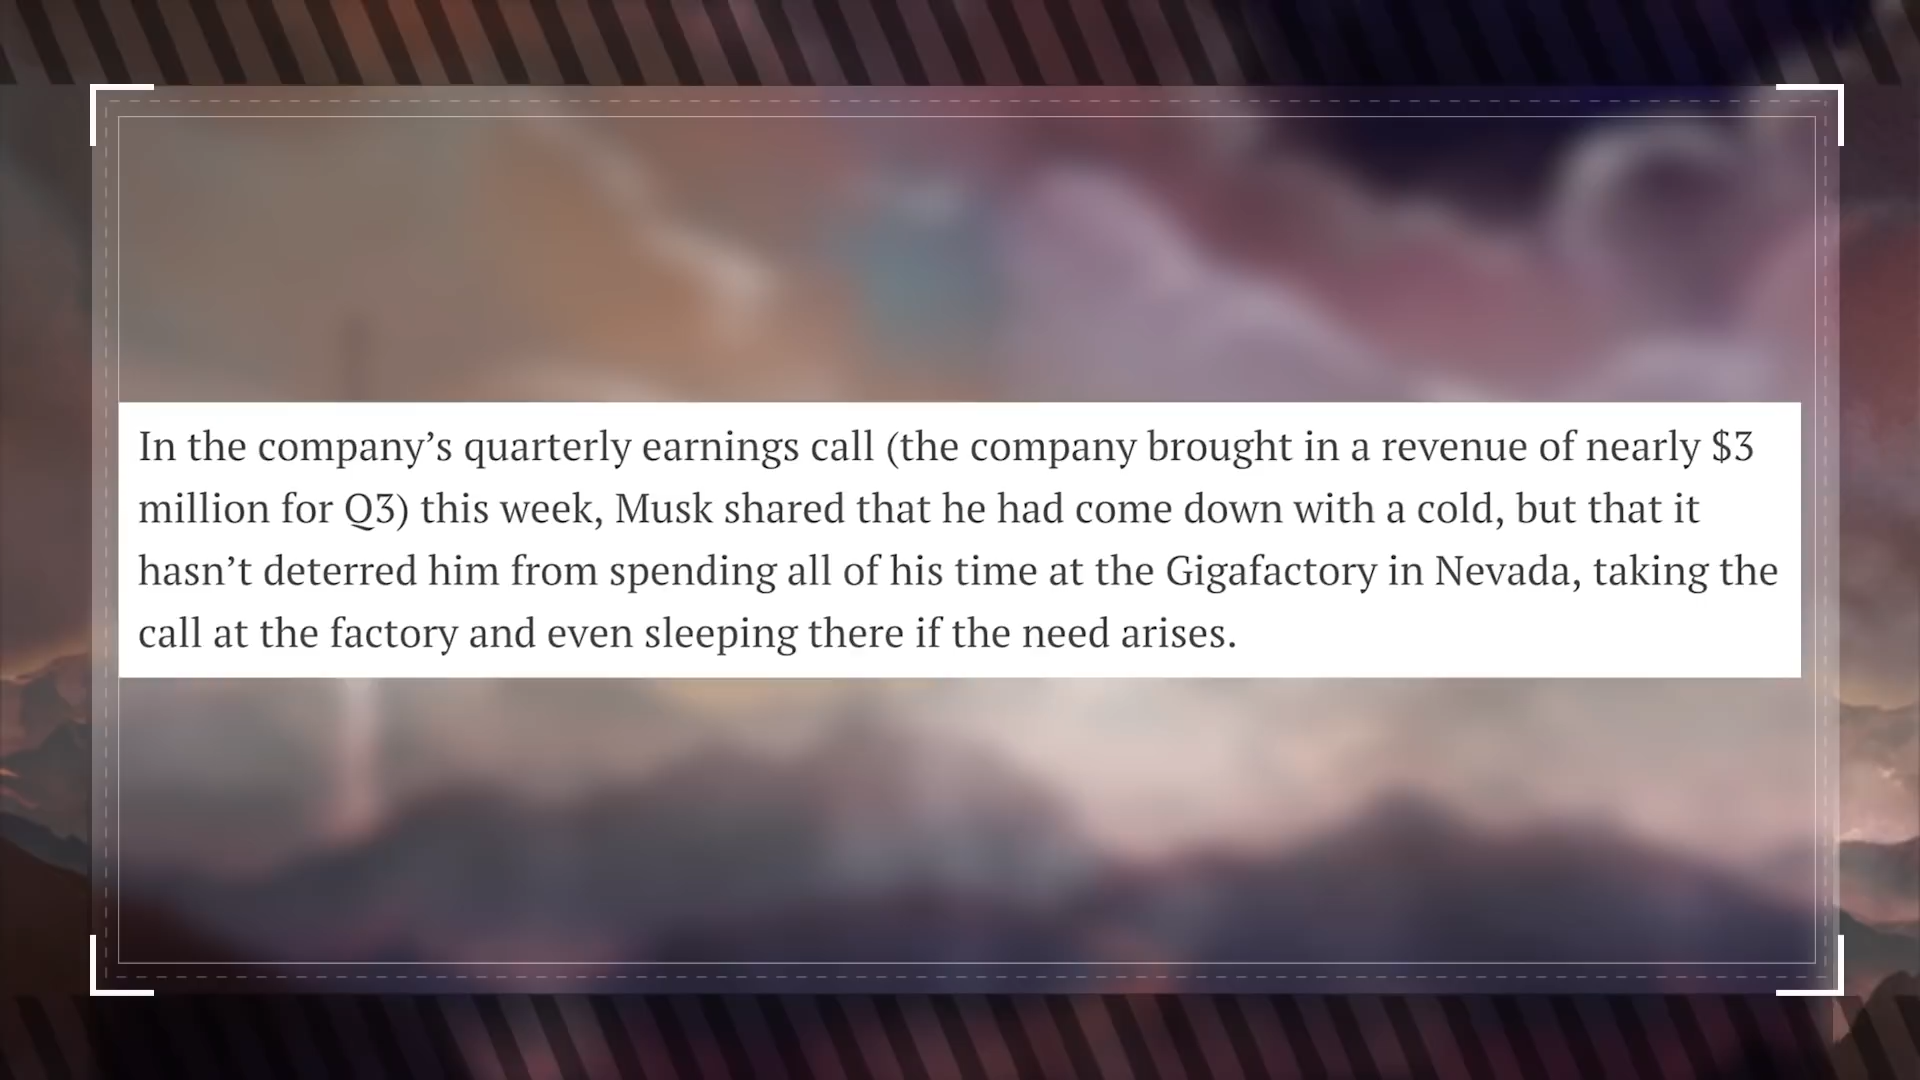 In the company’s quarterly earnings call (the company brought in a revenue of nearly $3
million for Q3) this week, Musk shared that he had come down with a cold, but that it
hasn’t deterred him from spending all of his time at the Gigafactory in Nevada, taking the
call at the factory and even sleeping there if the need arises.